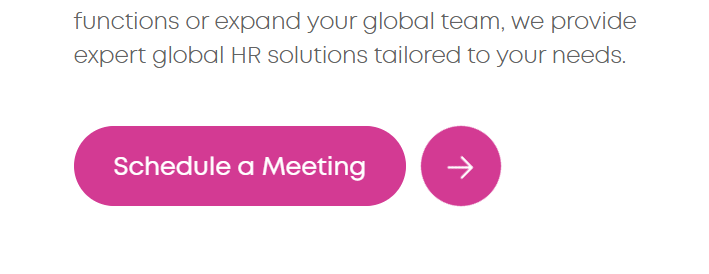 functions or expand your global team, we provide
expert global HR solutions tailored to your needs.
Schedule a Meeting